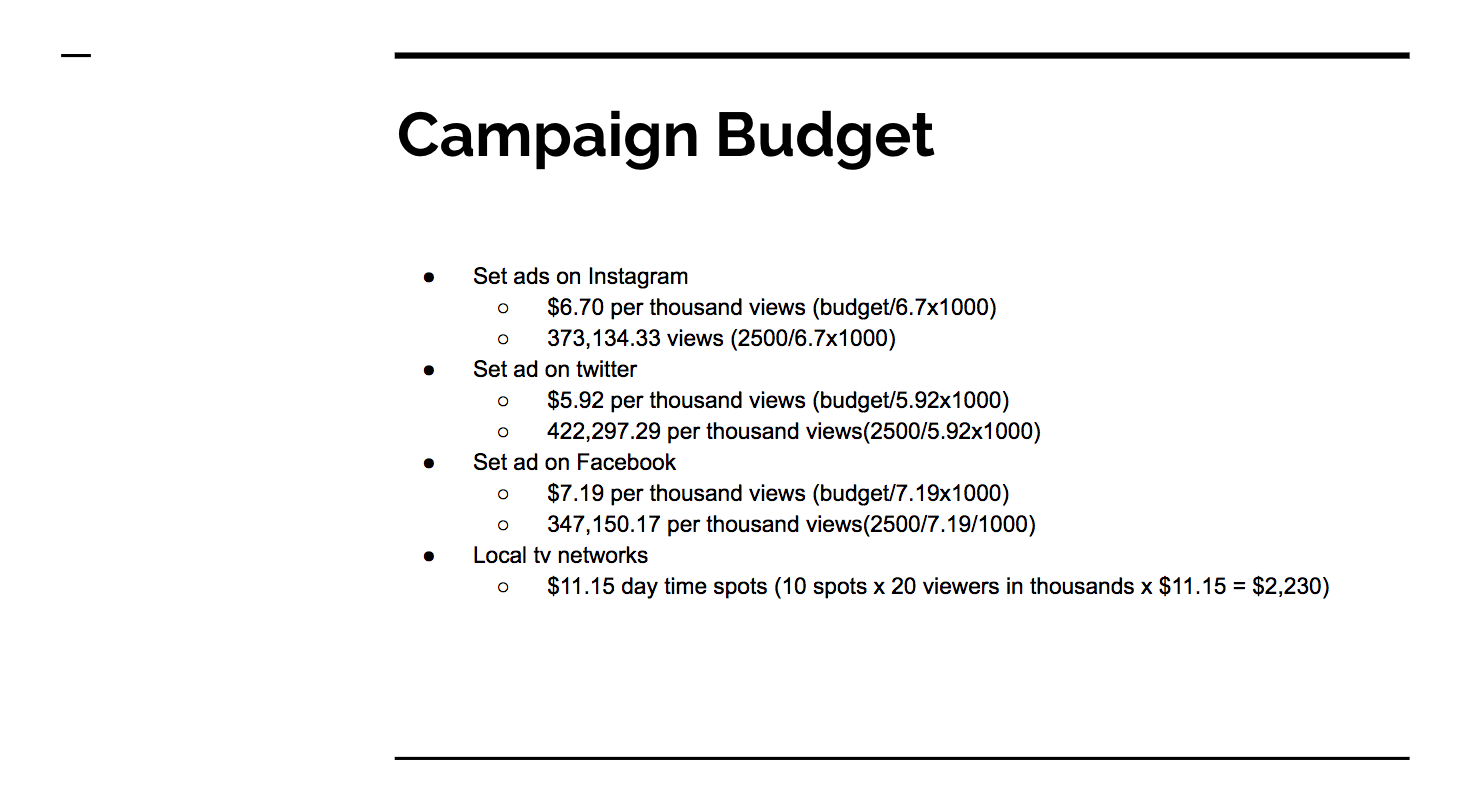 Campaign Budget
● Set ads on Instagram
○ $6.70 per thousand views (budget/6.7x1000)
○ 373,134.33 views (2500/6.7x1000)
● Set ad on twitter
○ $5.92 per thousand views (budget/5.92x1000)
○ 422,297.29 per thousand views(2500/5.92x1000)
● Set ad on Facebook
○ $7.19 per thousand views (budget/7.19x1000)
○ 347,150.17 per thousand views(2500/7.19/1000)
● Local tv networks
○ $11.15 day time spots (10 spots x 20 viewers in thousands x $11.15 = $2,230)